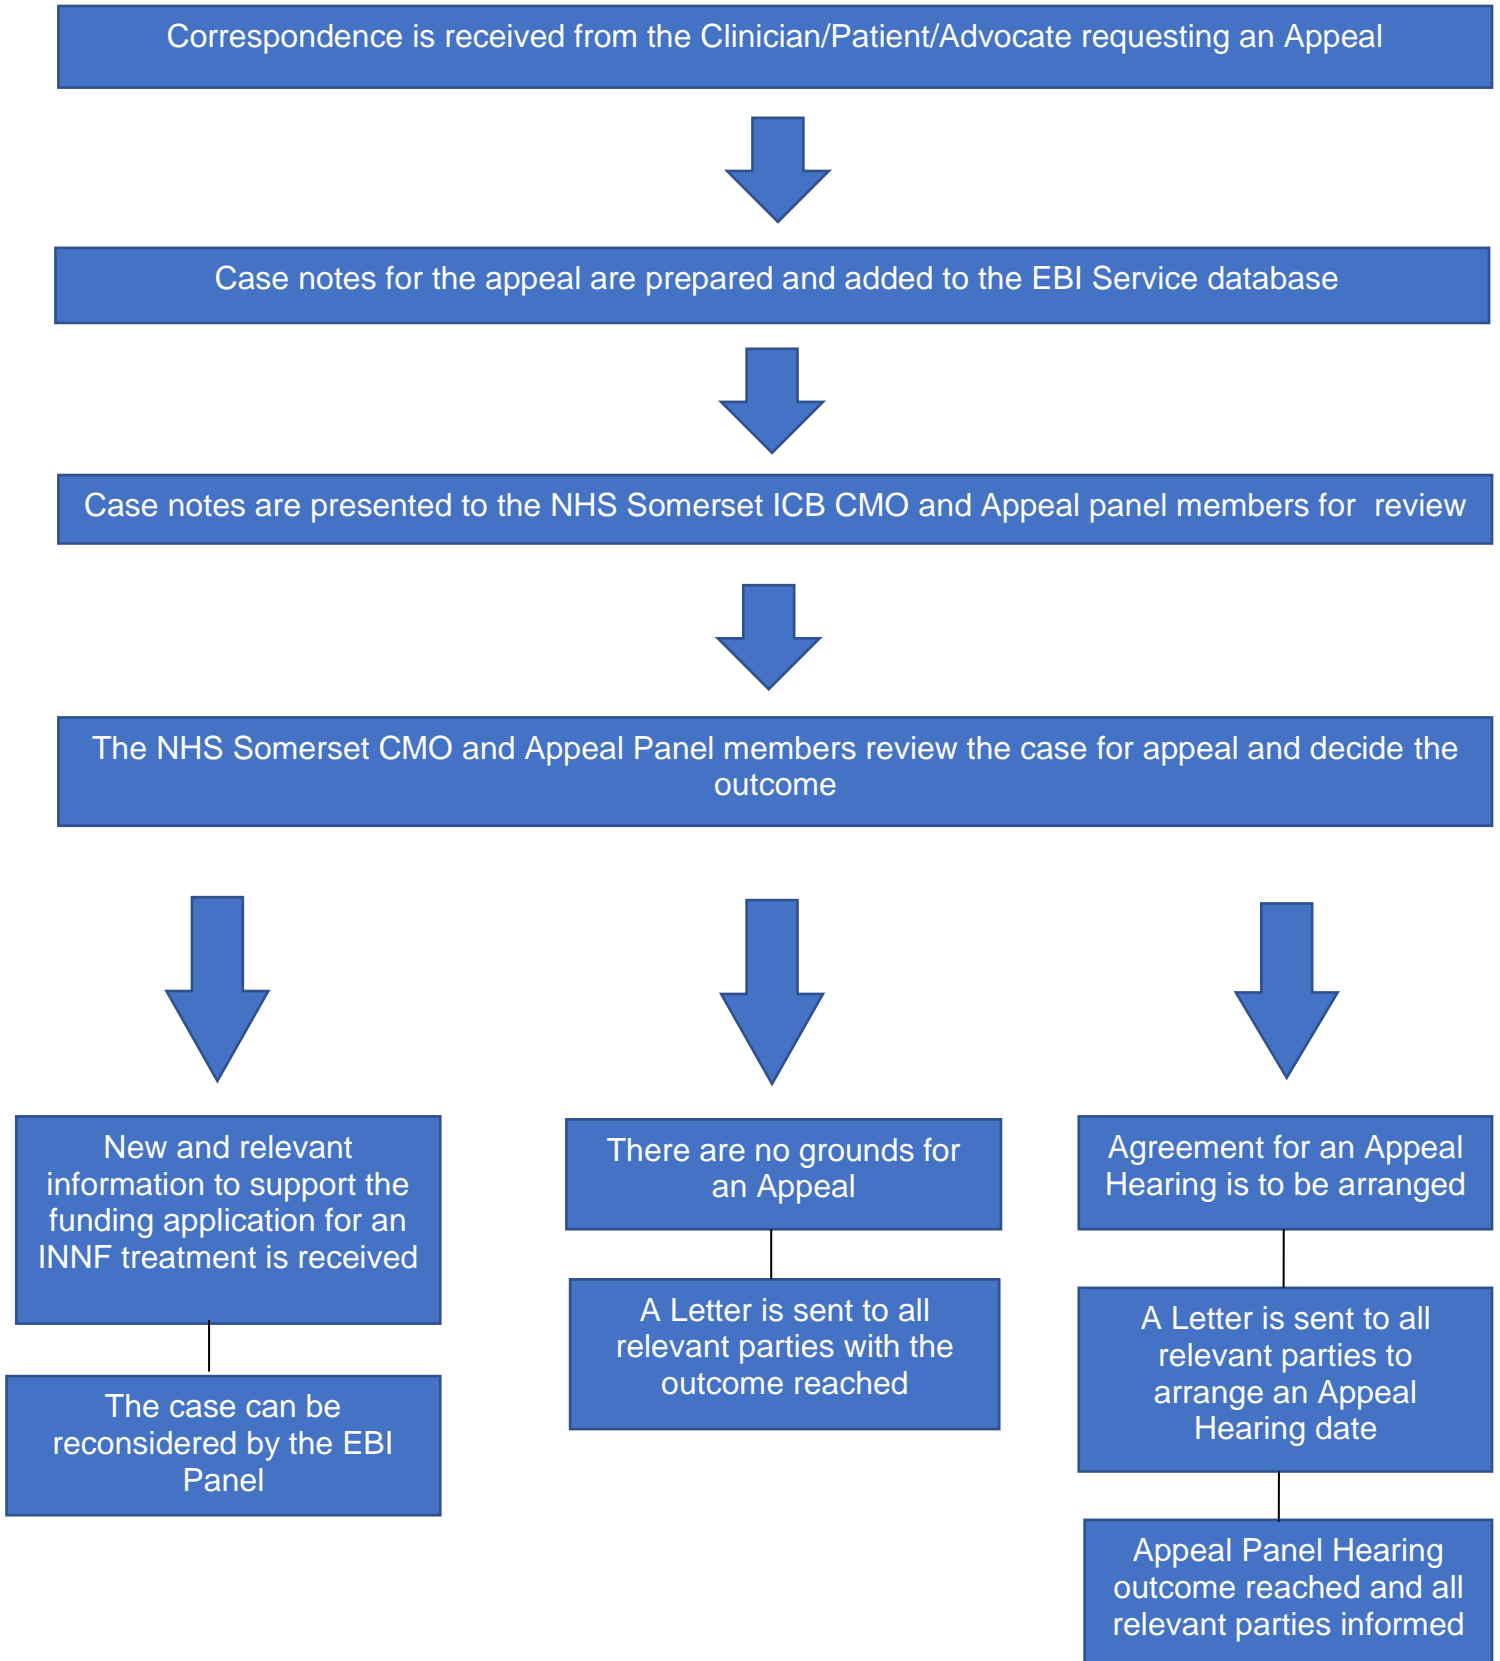 Correspondence is received from the Clinician/Patient/Advocate requesting an Appeal
Case notes for the appeal are prepared and added to the EBI Service database
Case notes are presented to the NHS Somerset ICB CMO and Appeal panel members for  review
The NHS Somerset CMO and Appeal Panel members review the case for appeal and decide the
outcome
New and relevant
information to support the
funding application for an
INNF treatment is received
The case can be
reconsidered by the EBI
Panel
There are no grounds for
an Appeal
A Letter is sent to all
relevant parties with the
outcome reached
Agreement for an Appeal
Hearing is to be arranged
A Letter is sent to all
relevant parties to
arrange an Appeal
Hearing date
Appeal Panel Hearing
outcome reached and all
relevant parties informed